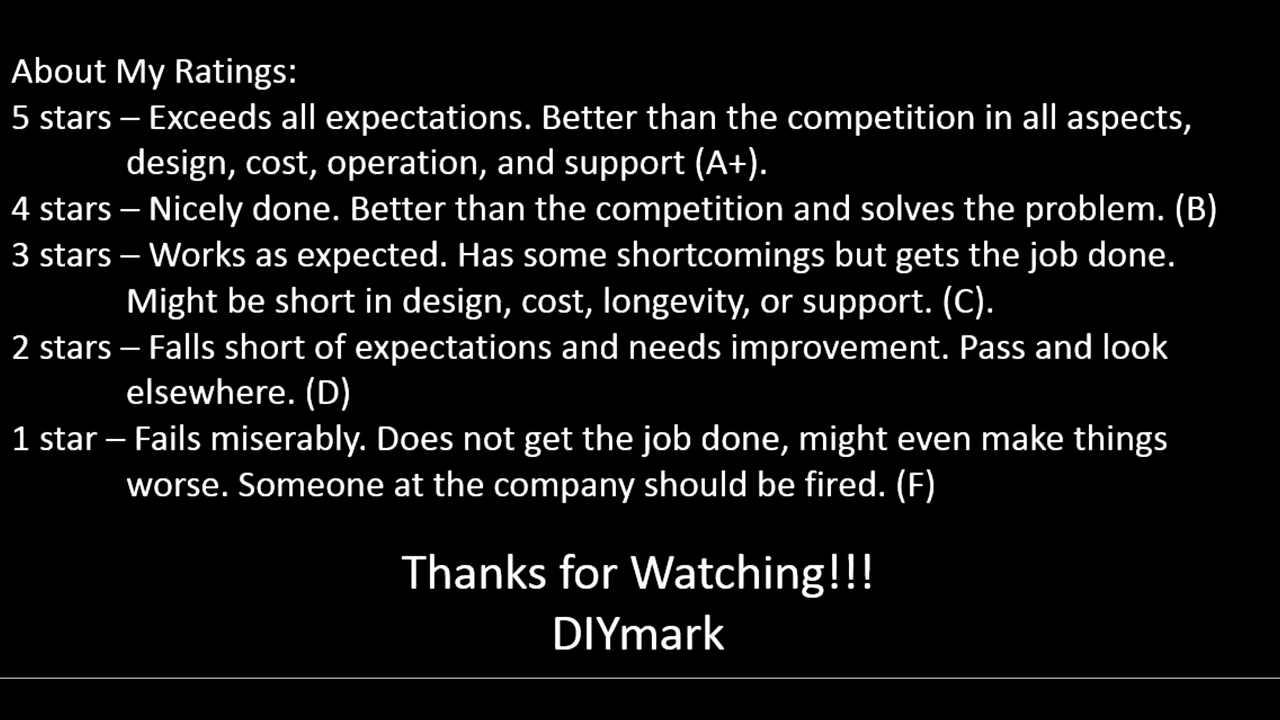 About My Ratings:
5 stars – Exceeds all expectations. Better than the competition in all aspects,
design, cost, operation, and support (A+).
4 stars – Nicely done. Better than the competition and solves the problem. (B)
3 stars – Works as expected. Has some shortcomings but gets the job done.
Might be short in design, cost, longevity, or support. (C).
2 stars – Falls short of expectations and needs improvement. Pass and look
elsewhere. (D)
1 star – Fails miserably. Does not get the job done, might even make things
worse. Someone at the company should be fired. (F)
Thanks for Watching!!!
DIYmark